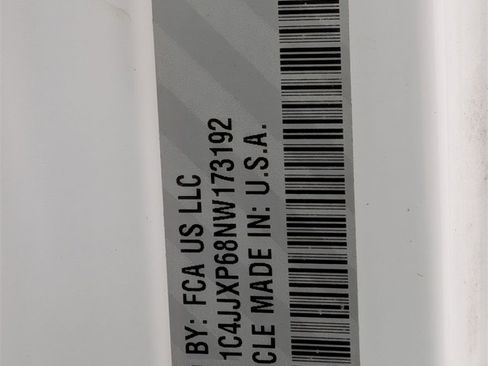 BY: FCA US LLC
1C4JJXP68NW173192
CLE MADE IN: U.S.A.